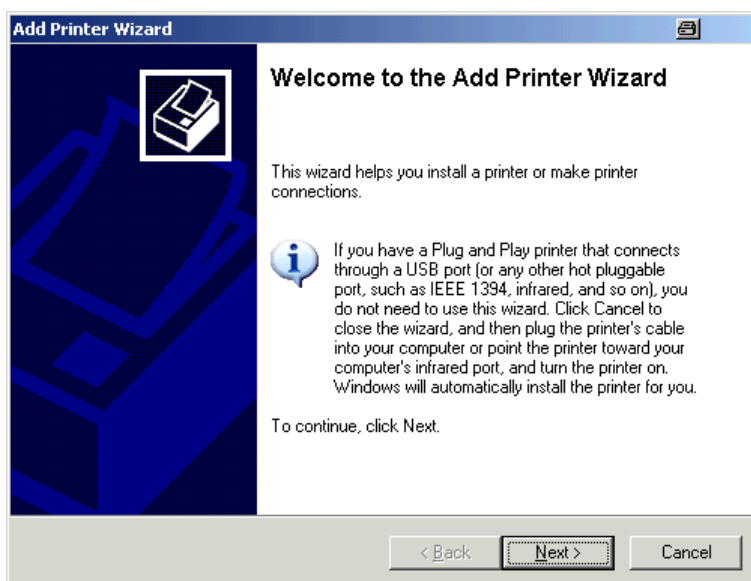 Add Printer Wizard
Welcome to the Add Printer Wizard
This wizard helps you install a printer or make printer
connections.
If you have a Plug and Play printer that connects
through a USB port (or any other hot pluggable
port, such as IEEE 1394, infrared, and so on), you
do not need to use this wizard. Click Cancel to
close the wizard, and then plug the printer's cable
into your computer or point the printer toward your
computer's infrared port, and turn the printer on.
Windows will automatically install the printer for you.
To continue, click Next.
< Back
Next >
Cancel